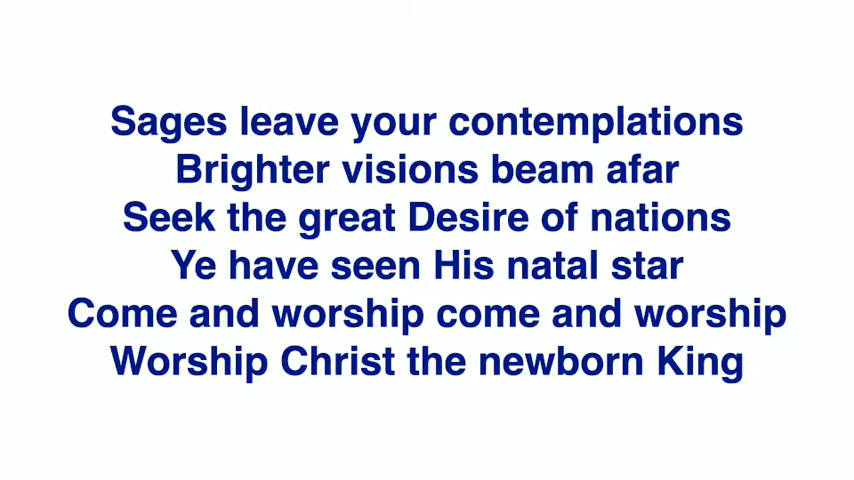 Sages leave your contemplations
Brighter visions beam afar
Seek the great Desire of nations
Ye have seen His natal star
Come and worship come and worship
Worship Christ the newborn King